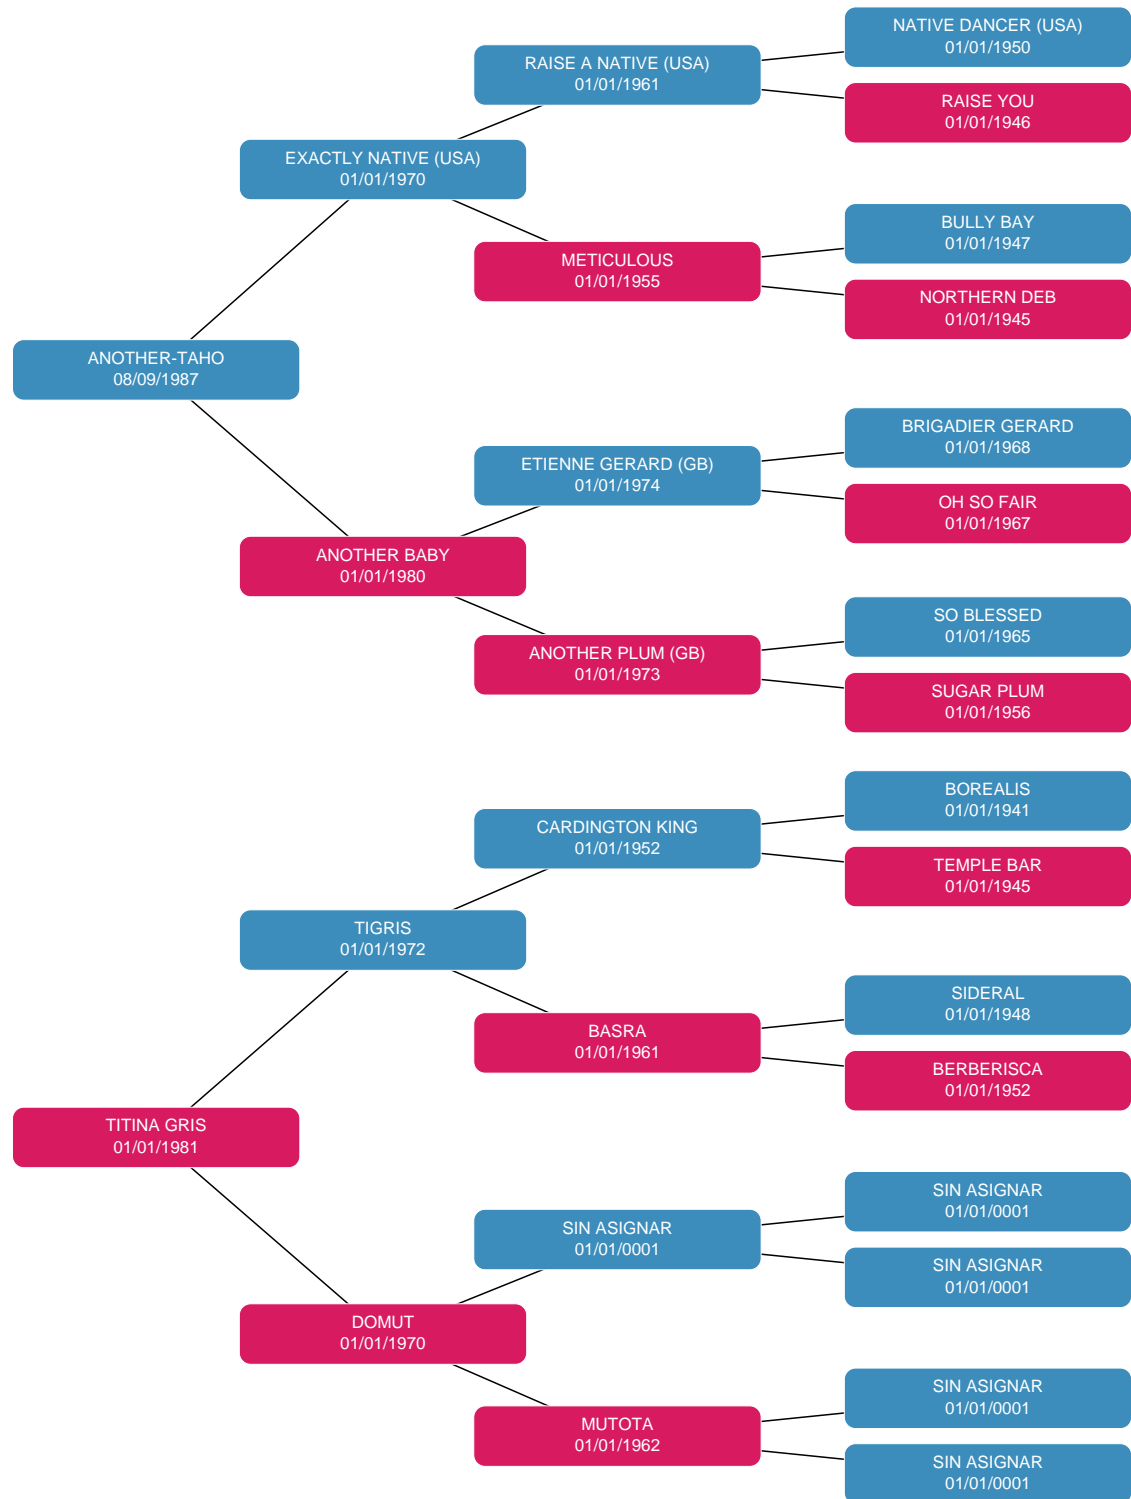 NATIVE DANCER (USA)
01/01/1950
RAISE A NATIVE (USA)
01/01/1961
RAISE YOU
01/01/1946
EXACTLY NATIVE (USA)
01/01/1970
BULLY BAY
01/01/1947
METICULOUS
01/01/1955
NORTHERN DEB
01/01/1945
ANOTHER-TAHO
08/09/1987
BRIGADIER GERARD
01/01/1968
ETIENNE GERARD (GB)
01/01/1974
OH SO FAIR
01/01/1967
ANOTHER BABY
01/01/1980
SO BLESSED
01/01/1965
ANOTHER PLUM (GB)
01/01/1973
SUGAR PLUM
01/01/1956
BOREALIS
01/01/1941
CARDINGTON KING
01/01/1952
TEMPLE BAR
01/01/1945
TIGRIS
01/01/1972
SIDERAL
01/01/1948
BASRA
01/01/1961
BERBERISCA
01/01/1952
TITINA GRIS
01/01/1981
SIN ASIGNAR
01/01/0001
SIN ASIGNAR
01/01/0001
SIN ASIGNAR
01/01/0001
DOMUT
01/01/1970
SIN ASIGNAR
01/01/0001
MUTOTA
01/01/1962
SIN ASIGNAR
01/01/0001